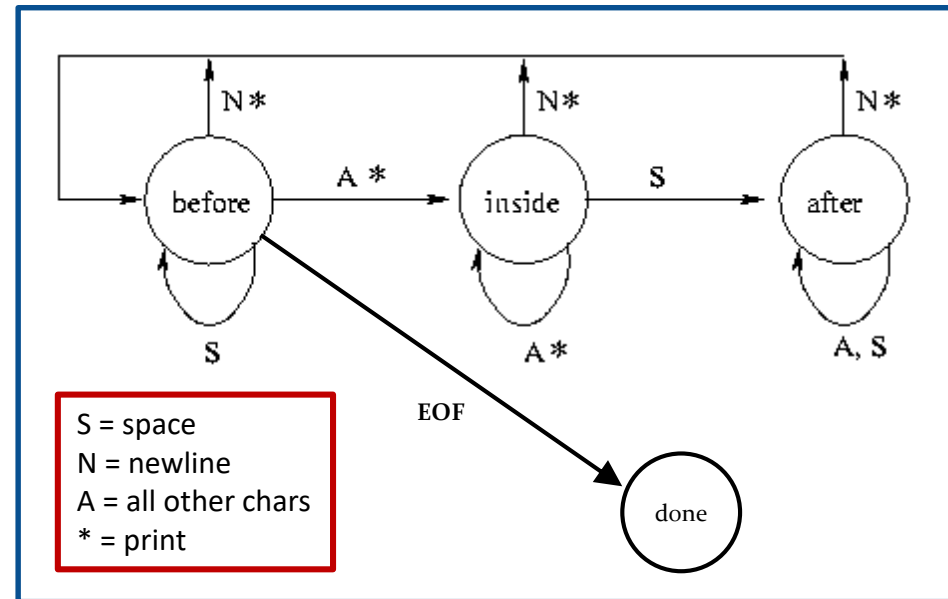 N* N* N*
A * S
before inside after
S A* A, S
EOF
S = space
N = newline
A = all other chars
* = print
done